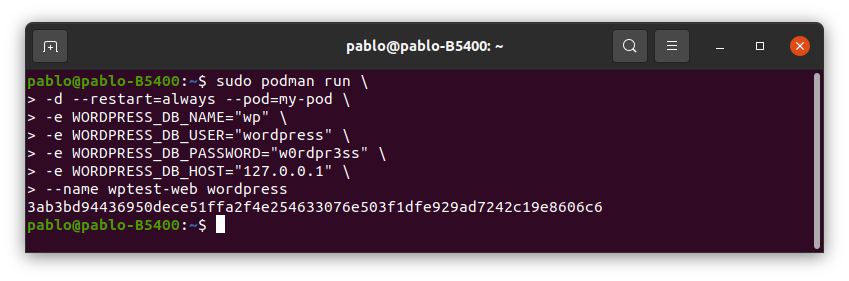 pablo@pablo-B5400: ~
pablo@pablo-B5400:~$ sudo podman run \
> -d --restart=always --pod=my-pod \
> -e WORDPRESS_DB_NAME="wp" \
> -e WORDPRESS_DB_USER="wordpress" \
> -e WORDPRESS_DB_PASSWORD="w0rdpr3ss" \
> -e WORDPRESS_DB_HOST="127.0.0.1" \
> --name wptest-web wordpress
3ab3bd94436950dece51ffa2f4e254633076e503f1dfe929ad7242c19e8606c6
pablo@pablo-B5400:~$